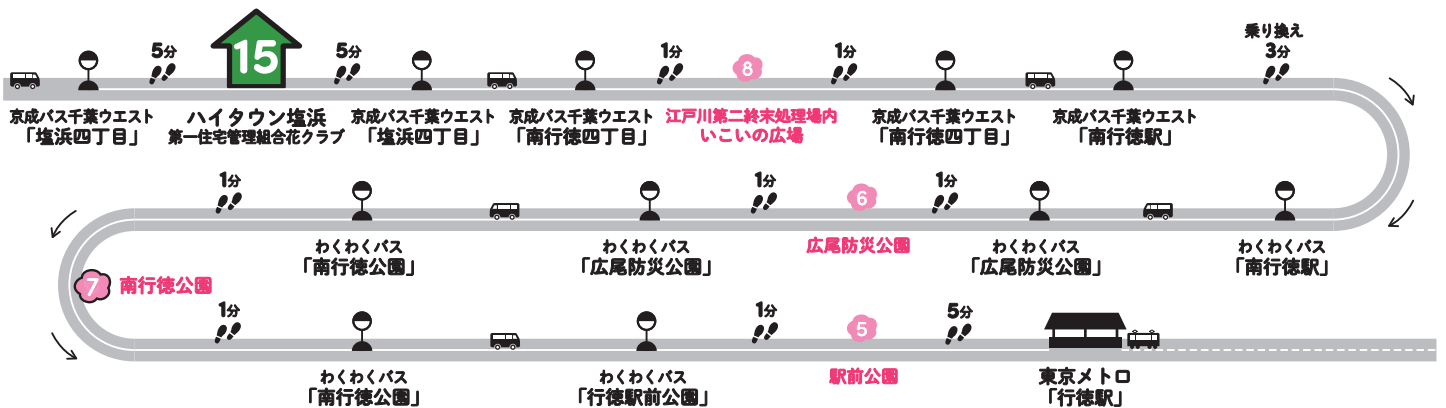 5分
15
5分
1分
8
1分
乗り換え
3分
京成バス千葉ウエスト
「塩浜四丁目」
ハイタウン塩浜
第一住宅管理組合花クラブ
京成バス千葉ウエスト
「塩浜四丁目」
京成バス千葉ウエスト
「南行徳四丁目」
江戸川第二終末処理場内
いこいの広場
京成バス千葉ウエスト
「南行徳四丁目」
京成バス千葉ウエスト
「南行徳駅」
1分
1分
6
1分
わくわくバス
「南行徳公園」
わくわくバス
「広尾防災公園」
広尾防災公園
わくわくバス
「広尾防災公園」
わくわくバス
「南行徳駅」
7
南行徳公園
1分
1分
5
5分
わくわくバス
「南行徳公園」
わくわくバス
「行徳駅前公園」
駅前公園
東京メトロ
「行徳駅」